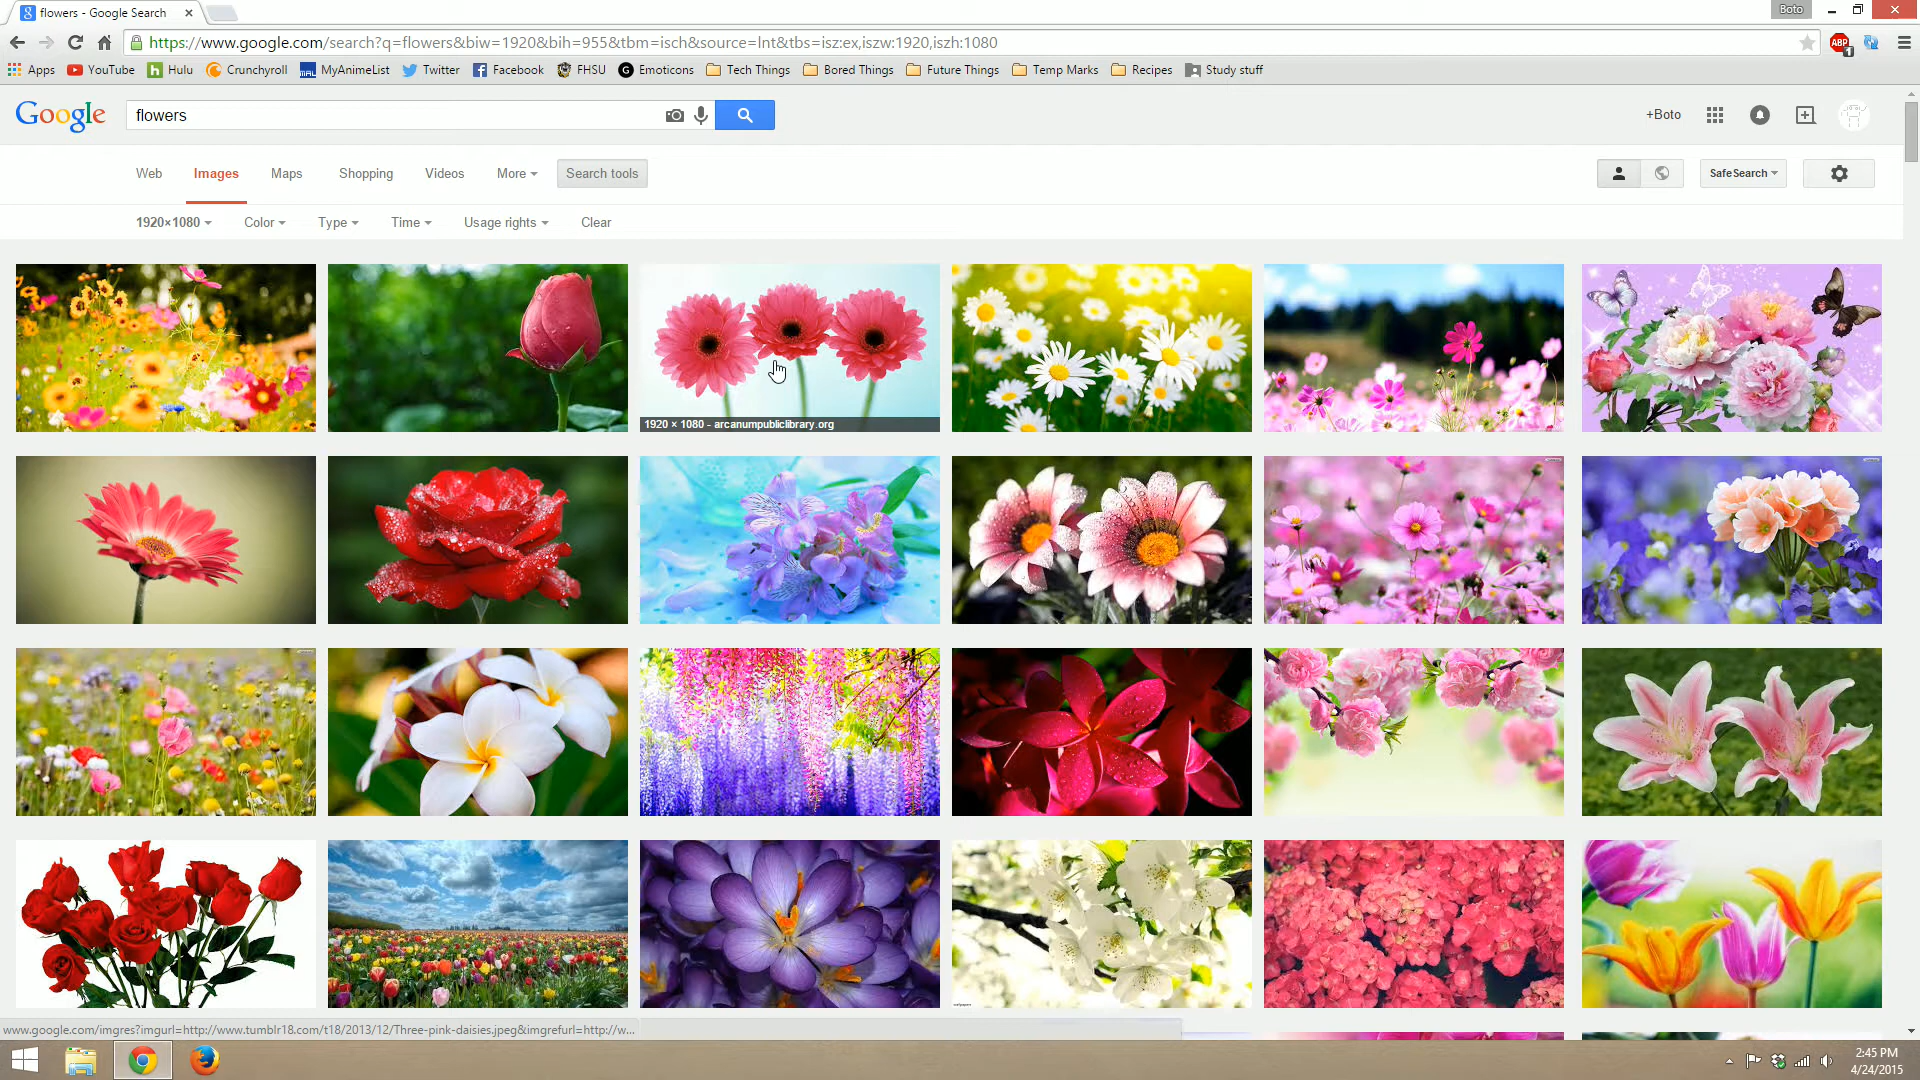 flowers - Google Search
Boto
https://www.google.com/search?q=flowers&biw=1920&bih=955&tbm=isch&source=lnt&tbs=isz:ex,iszw:1920,iszh:1080
ABP
1
Apps YouTube Hulu Crunchyroll MyAnimeList Twitter Facebook FHSU Emoticons Tech Things Bored Things Future Things Temp Marks Recipes Study stuff
Google
flowers
+Boto
Web Images Maps Shopping Videos More Search tools
SafeSearch
1920×1080 Color Type Time Usage rights Clear
1920 × 1080 - arcanumpubliclibrary.org
www.google.com/imgres?imgurl=http://www.tumblr18.com/t18/2013/12/Three-pink-daisies.jpeg&imgrefurl=http://w...
2:45 PM
4/24/2015